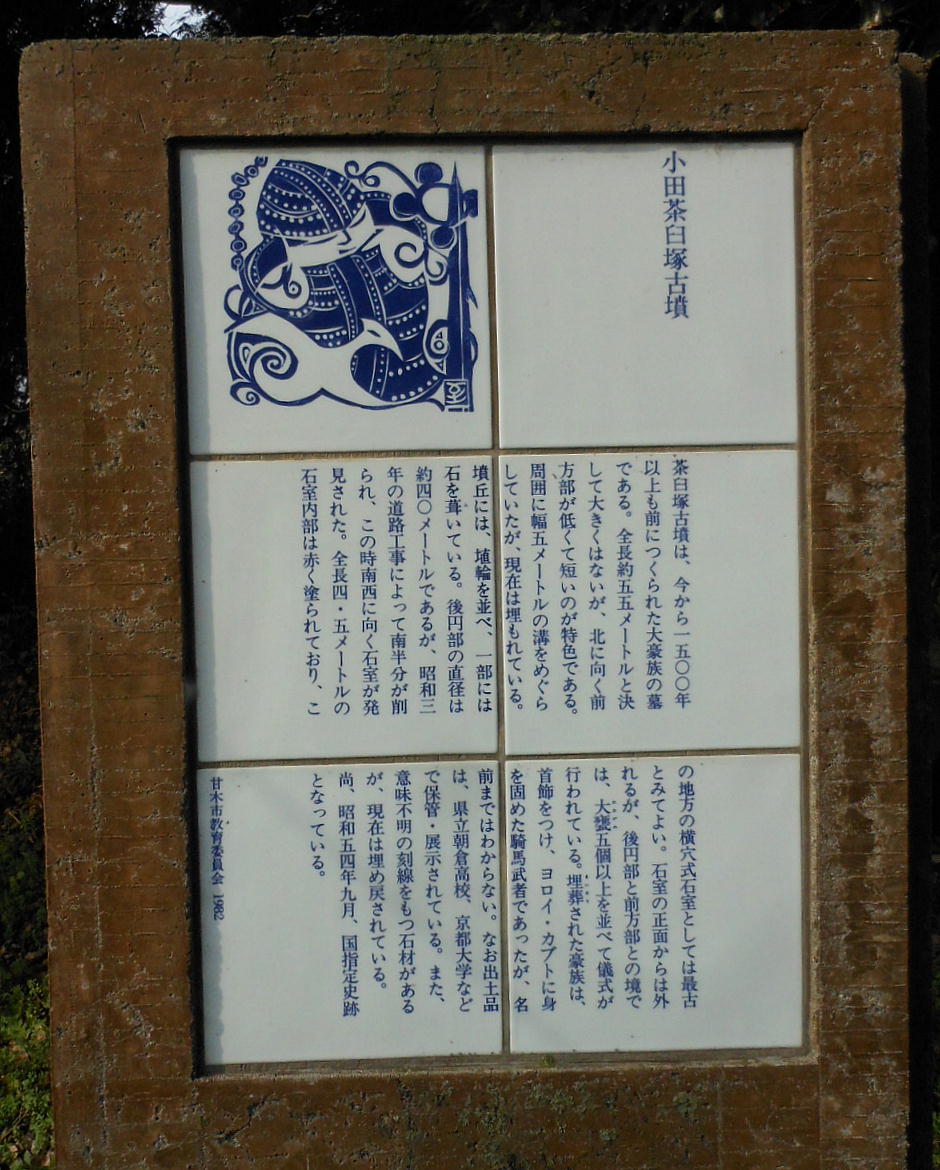 小田茶臼塚古墳
茶臼塚古墳は、今から一五〇〇年
以上も前につくられた大豪族の墓
である。全長約五五メートルと決
して大きくはないが、北に向く前
方部が低くて短いのが特色である。
周囲に幅五メートルの溝をめぐら
していたが、現在は埋もれている。
墳丘には、埴輪を並べ、一部には
石を葺いている。後円部の直径は
約四〇メートルであるが、昭和三
年の道路工事によって南半分が削
られ、この時南西に向く石室が発
見された。全長四・五メートルの
石室内部は赤く塗られており、こ
の地方の横穴式石室としては最古
とみてよい。石室の正面からは外
れるが、後円部と前方部との境で
は、大甕五個以上を並べて儀式が
行われている。埋葬された豪族は、
首飾をつけ、ヨロイ・カブトに身
を固めた騎馬武者であったが、名
前まではわからない。なお出土品
は、県立朝倉高校、京都大学など
で保管・展示されている。また、
意味不明の刻線をもつ石材がある
が、現在は埋め戻されている。
尚、昭和五四年九月、国指定史跡
となっている。
甘木市教育委員会 1982